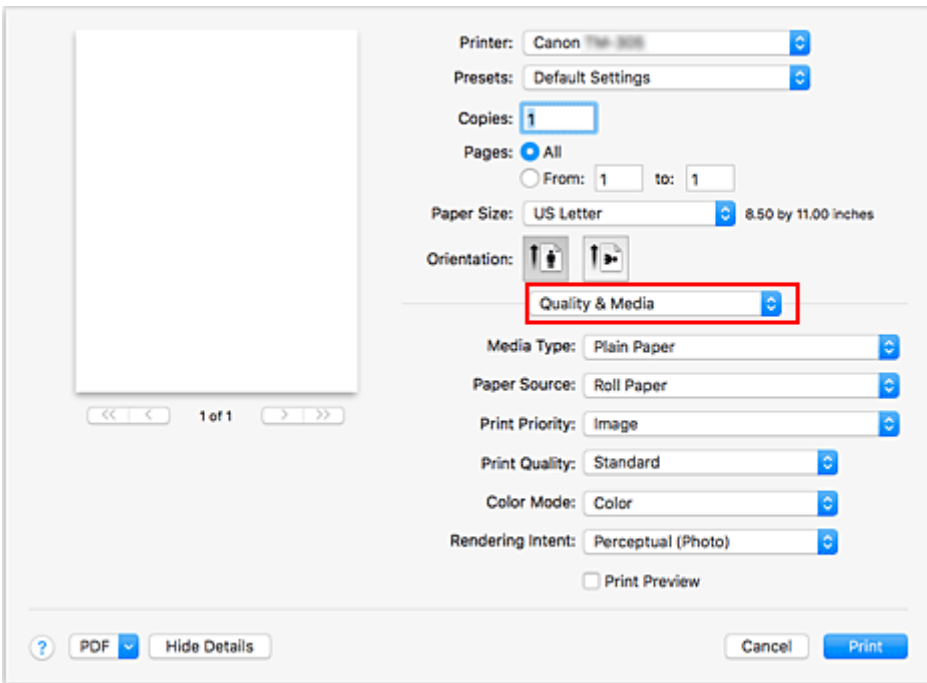 Printer: Canon
Presets: Default Settings
Copies: 1
Pages: All
From: 1 to: 1
Paper Size: US Letter 8.50 by 11.00 inches
Orientation:
Quality & Media
Media Type: Plain Paper
Paper Source: Roll Paper
1 of 1
Print Priority: Image
Print Quality: Standard
Color Mode: Color
Rendering Intent: Perceptual (Photo)
Print Preview
? PDF Hide Details Cancel Print